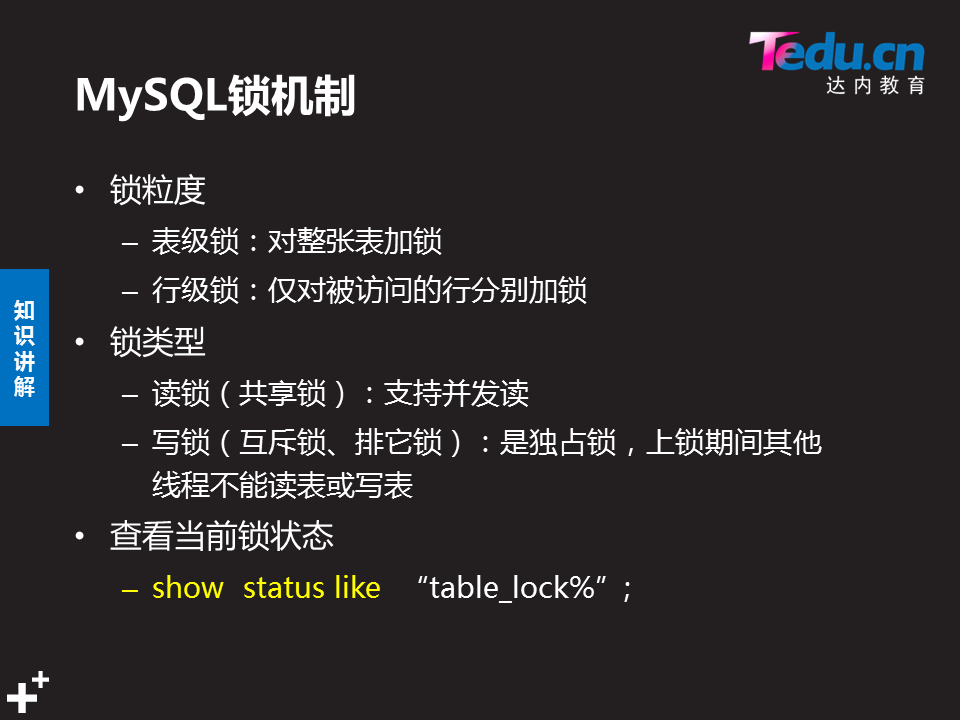 Tedu.cn
达内教育
MySQL锁机制
• 锁粒度
– 表级锁：对整张表加锁
– 行级锁：仅对被访问的行分别加锁
• 锁类型
– 读锁（共享锁）：支持并发读
– 写锁（互斥锁、排它锁）：是独占锁，上锁期间其他
线程不能读表或写表
• 查看当前锁状态
– show status like “table_lock%”;
知
识
讲
解